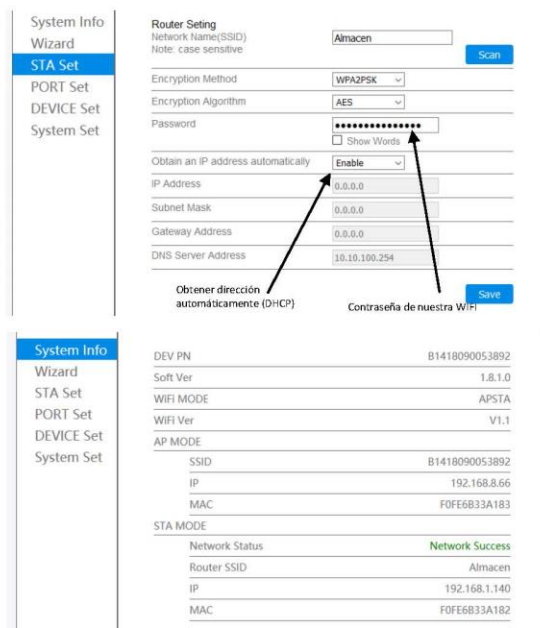 System Info
Wizard
STA Set
PORT Set
DEVICE Set
System Set
Router Seting
Network Name(SSID)
Note: case sensitive
Almacen
Scan
Encryption Method WPA2PSK
Encryption Algorithm AES
Password •••••••••••••••
Show Words
Obtain an IP address automatically Enable
IP Address 0.0.0.0
Subnet Mask 0.0.0.0
Gateway Address 0.0.0.0
DNS Server Address 10.10.100.254
Obtener dirección
automáticamente (DHCP)
Save
Contraseña de nuestra WIFI
System Info
Wizard
STA Set
PORT Set
DEVICE Set
System Set
DEV PN B1418090053892
Soft Ver 1.8.1.0
WiFi MODE APSTA
WiFi Ver V1.1
AP MODE
SSID B1418090053892
IP 192.168.8.66
MAC F0FE6B33A183
STA MODE
Network Status Network Success
Router SSID Almacen
IP 192.168.1.140
MAC F0FE6B33A182